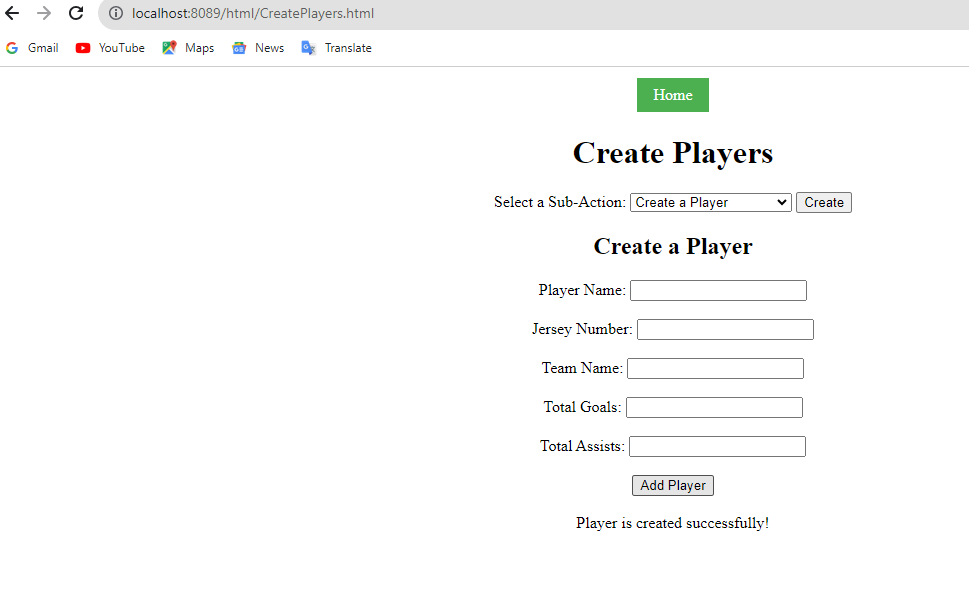 localhost:8089/html/CreatePlayers.html
Gmail YouTube Maps News Translate
Home
Create Players
Select a Sub-Action: Create a Player Create
Create a Player
Player Name:
Jersey Number:
Team Name:
Total Goals:
Total Assists:
Add Player
Player is created successfully!